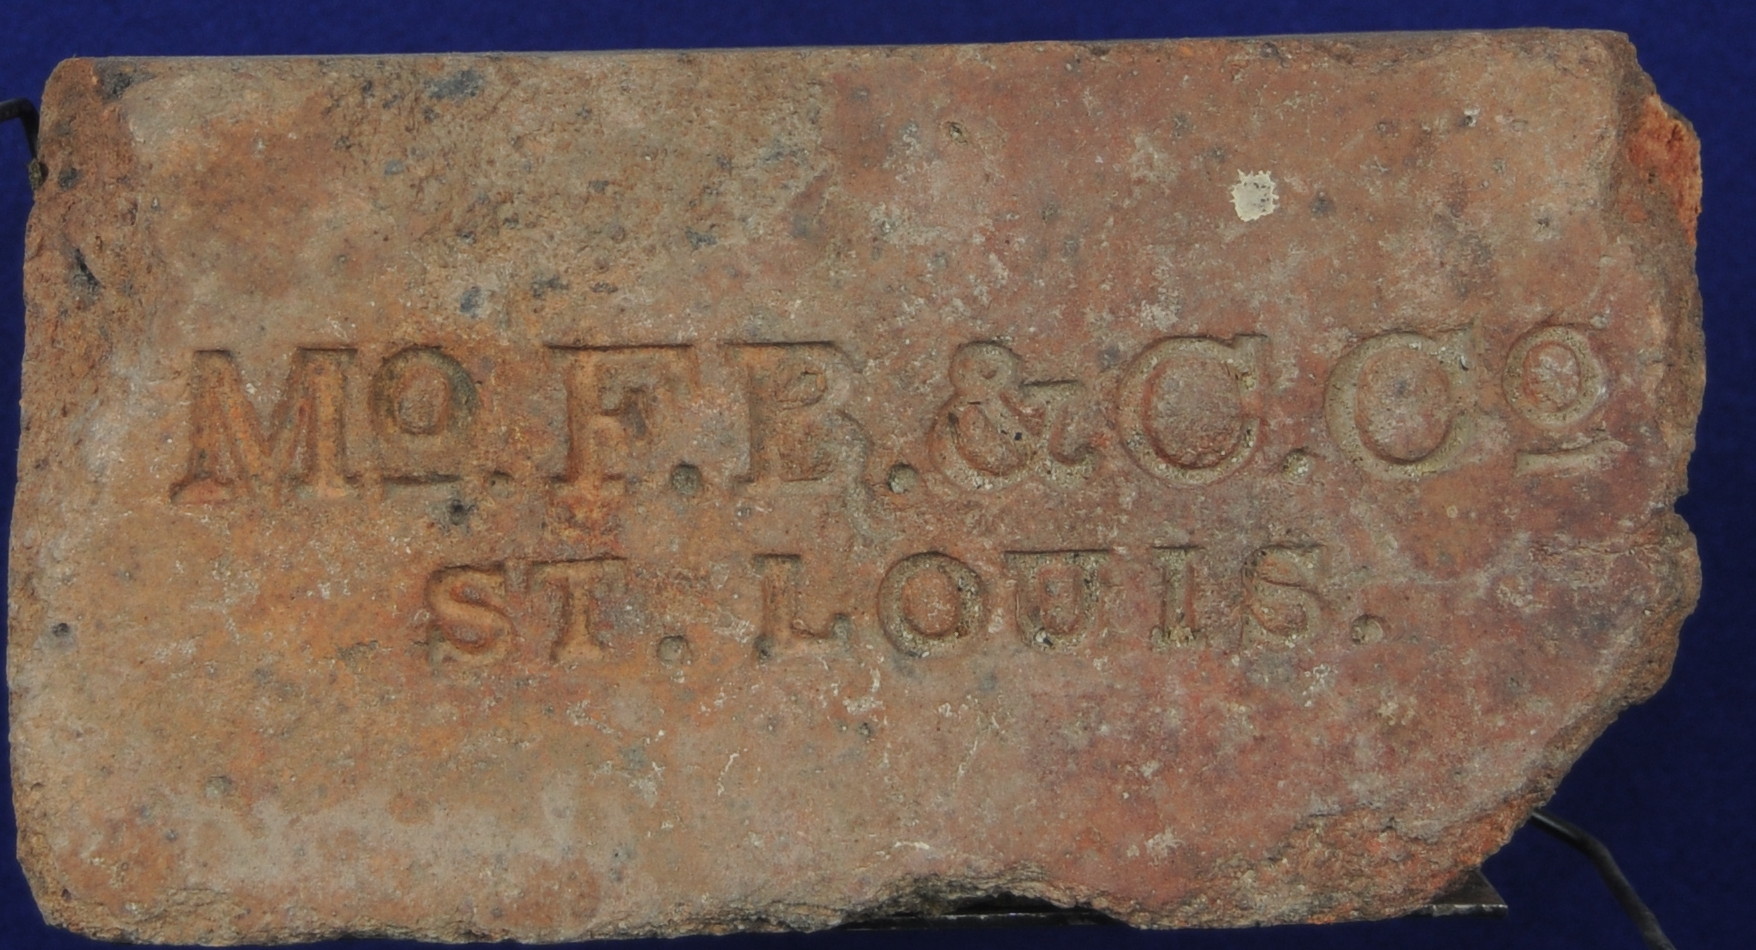 Mo. F. B. & C. Co
ST. LOUIS.